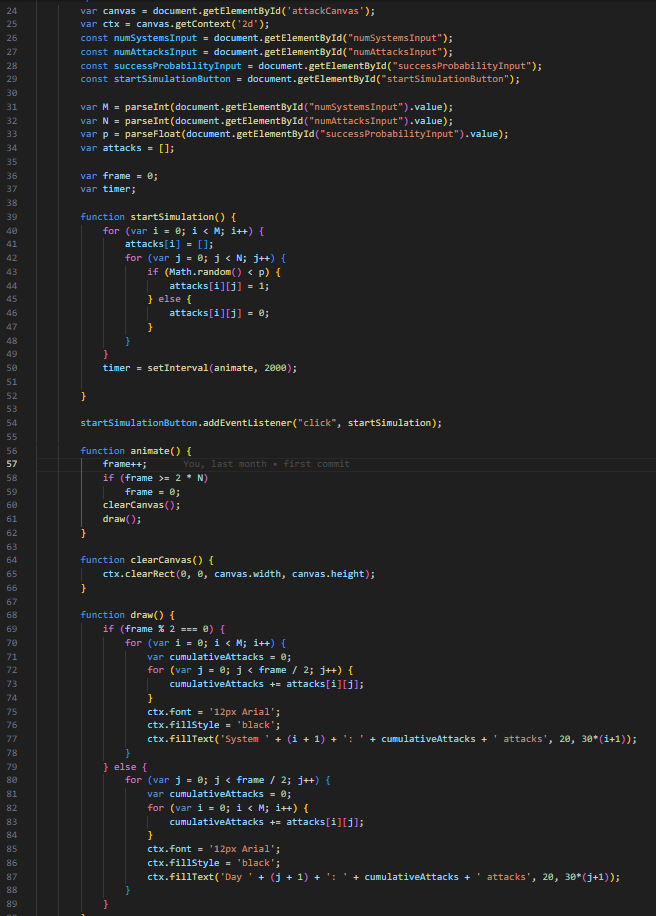 24 var canvas = document.getElementById('attackCanvas');
25 var ctx = canvas.getContext('2d');
26 const numSystemsInput = document.getElementById("numSystemsInput");
27 const numAttacksInput = document.getElementById("numAttacksInput");
28 const successProbabilityInput = document.getElementById("successProbabilityInput");
29 const startSimulationButton = document.getElementById("startSimulationButton");
30
31 var M = parseInt(document.getElementById("numSystemsInput").value);
32 var N = parseInt(document.getElementById("numAttacksInput").value);
33 var p = parseFloat(document.getElementById("successProbabilityInput").value);
34 var attacks = [];
35
36 var frame = 0;
37 var timer;
38
39 function startSimulation() {
40 for (var i = 0; i < M; i++) {
41 attacks[i] = [];
42 for (var j = 0; j < N; j++) {
43 if (Math.random() < p) {
44 attacks[i][j] = 1;
45 } else {
46 attacks[i][j] = 0;
47 }
48 }
49 }
50 timer = setInterval(animate, 2000);
51
52 }
53
54 startSimulationButton.addEventListener("click", startSimulation);
55
56 function animate() {
57 frame++; You, last month • first commit
58 if (frame >= 2 * N)
59 frame = 0;
60 clearCanvas();
61 draw();
62 }
63
64 function clearCanvas() {
65 ctx.clearRect(0, 0, canvas.width, canvas.height);
66 }
67
68 function draw() {
69 if (frame % 2 === 0) {
70 for (var i = 0; i < M; i++) {
71 var cumulativeAttacks = 0;
72 for (var j = 0; j < frame / 2; j++) {
73 cumulativeAttacks += attacks[i][j];
74 }
75 ctx.font = '12px Arial';
76 ctx.fillStyle = 'black';
77 ctx.fillText('System ' + (i + 1) + ': ' + cumulativeAttacks + ' attacks', 20, 30*(i+1));
78 }
79 } else {
80 for (var j = 0; j < frame / 2; j++) {
81 var cumulativeAttacks = 0;
82 for (var i = 0; i < M; i++) {
83 cumulativeAttacks += attacks[i][j];
84 }
85 ctx.font = '12px Arial';
86 ctx.fillStyle = 'black';
87 ctx.fillText('Day ' + (j + 1) + ': ' + cumulativeAttacks + ' attacks', 20, 30*(j+1));
88 }
89 }